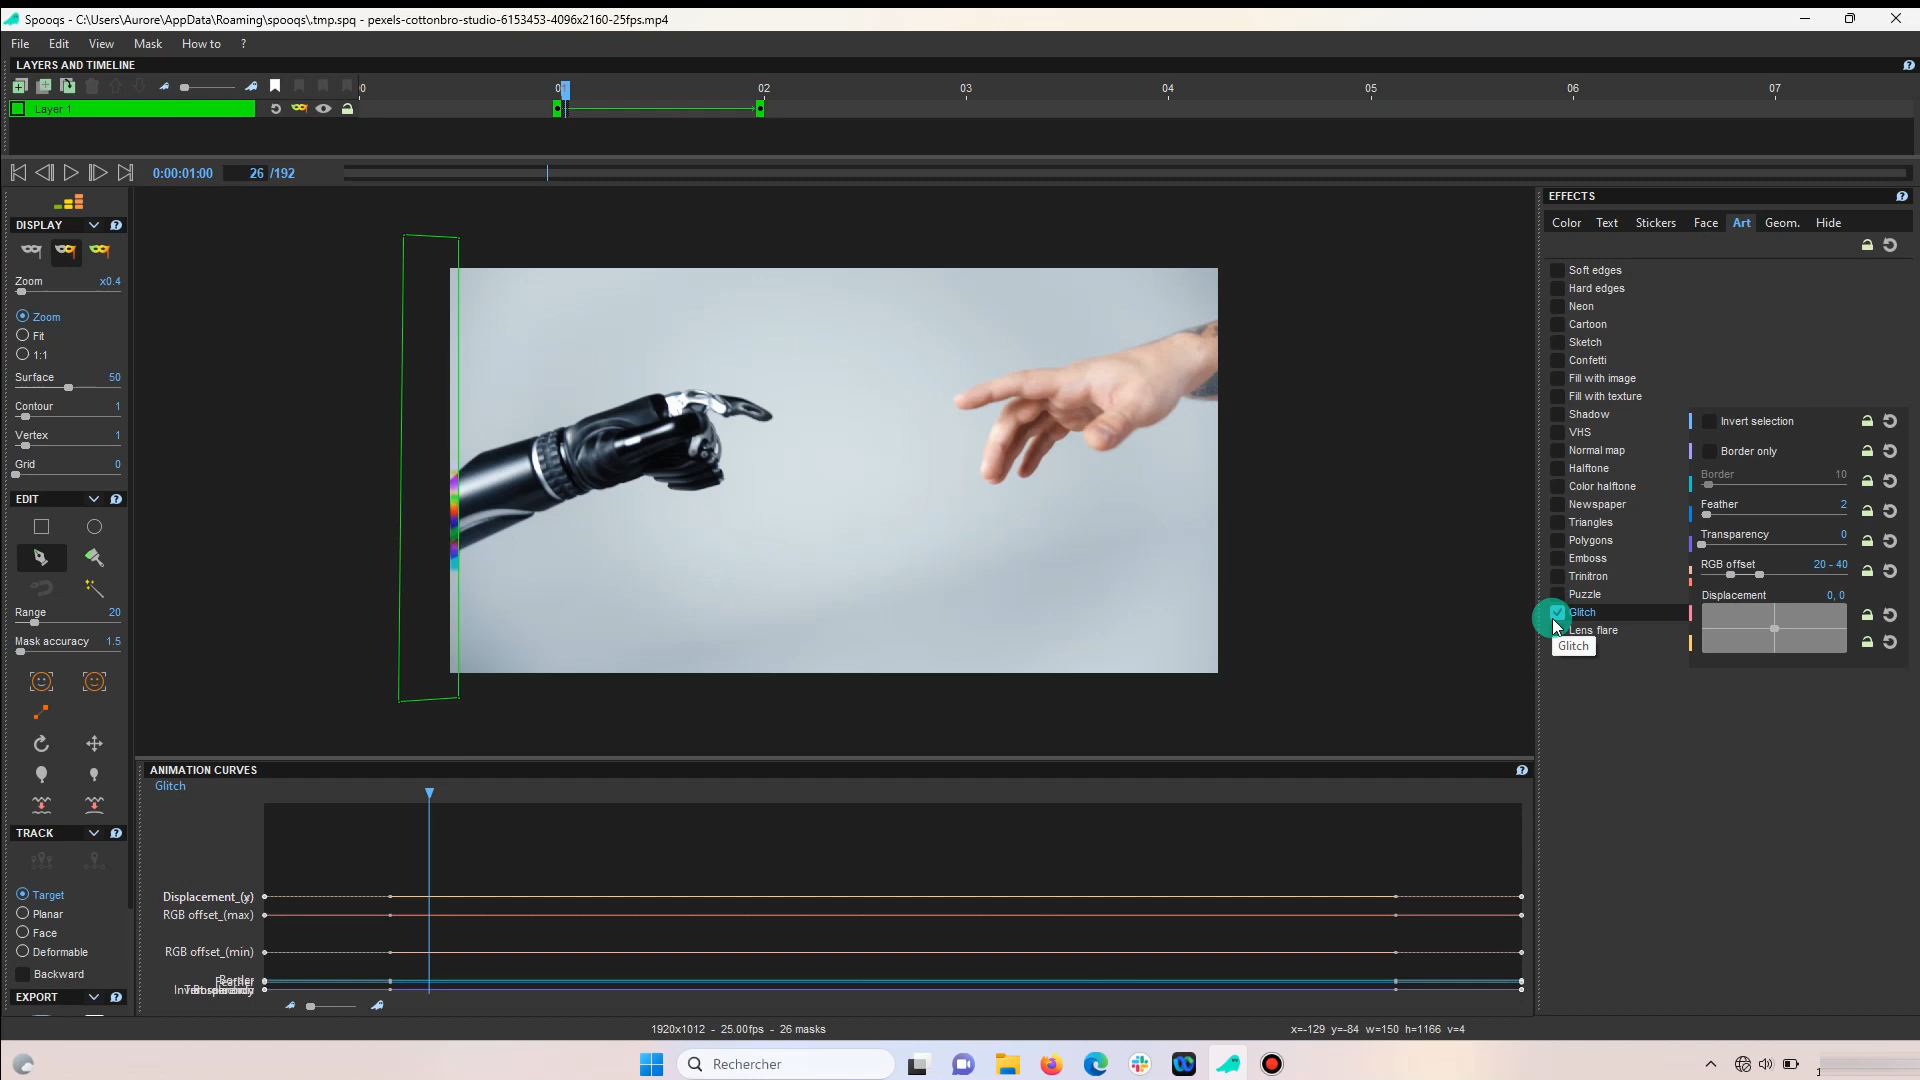 Spooqs - C:\Users\Aurore\AppData\Roaming\spooqs\.tmp.spq - pexels-cottonbro-studio-6153453-4096x2160-25fps.mp4
File Edit View Mask How to ?
LAYERS AND TIMELINE
02 03 04 05 06 07
Layer 1
0:00:01:00 26 /192
DISPLAY
Zoom x0.4
Zoom
Fit
1:1
Surface 50
Contour 1
Vertex 1
Grid 0
EDIT
Range 20
Mask accuracy 1.5
TRACK
Target
Planar
Face
Deformable
Backward
EXPORT
EFFECTS
Color Text Stickers Face Art Geom. Hide
Soft edges
Hard edges
Neon
Cartoon
Sketch
Confetti
Fill with image
Fill with texture
Shadow
VHS
Normal map
Halftone
Color halftone
Newspaper
Triangles
Polygons
Emboss
Trinitron
Puzzle
Glitch
Lens flare
Glitch
Invert selection
Border only
Border 10
Feather 2
Transparency 0
RGB offset 20 - 40
Displacement 0, 0
ANIMATION CURVES
Glitch
Displacement_(y)
RGB offset_(max)
RGB offset_(min)
Border
1920x1012 - 25.00fps - 26 masks
x=-129 y=-84 w=150 h=1166 v=4
Rechercher